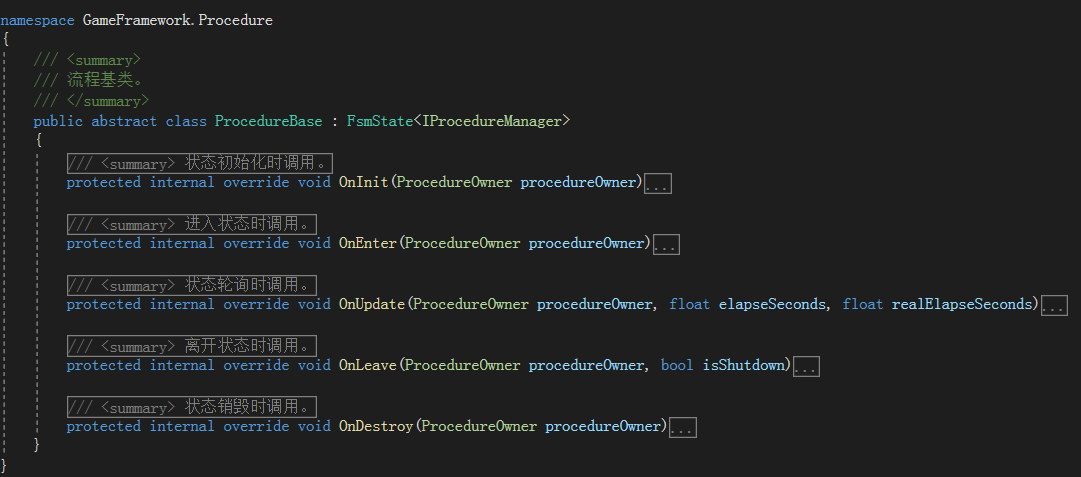 namespace GameFramework.Procedure
{
/// <summary>
/// 流程基类。
/// </summary>
public abstract class ProcedureBase : FsmState<IProcedureManager>
{
/// <summary> 状态初始化时调用。
protected internal override void OnInit(ProcedureOwner procedureOwner)...
/// <summary> 进入状态时调用。
protected internal override void OnEnter(ProcedureOwner procedureOwner)...
/// <summary> 状态轮询时调用。
protected internal override void OnUpdate(ProcedureOwner procedureOwner, float elapseSeconds, float realElapseSeconds)...
/// <summary> 离开状态时调用。
protected internal override void OnLeave(ProcedureOwner procedureOwner, bool isShutdown)...
/// <summary> 状态销毁时调用。
protected internal override void OnDestroy(ProcedureOwner procedureOwner)...
}
}